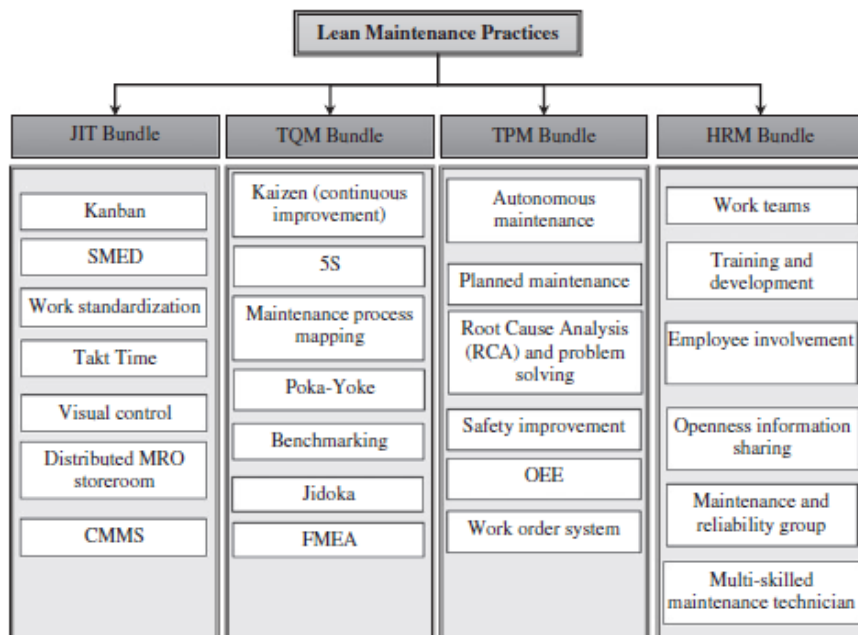 Lean Maintenance Practices
JIT Bundle
Kanban
SMED
Work standardization
Takt Time
Visual control
Distributed MRO
storeroom
CMMS
TQM Bundle
Kaizen (continuous
improvement)
5S
Maintenance process
mapping
Poka-Yoke
Benchmarking
Jidoka
FMEA
TPM Bundle
Autonomous
maintenance
Planned maintenance
Root Cause Analysis
(RCA) and problem
solving
Safety improvement
OEE
Work order system
HRM Bundle
Work teams
Training and
development
Employee involvement
Openness information
sharing
Maintenance and
reliability group
Multi-skilled
maintenance technician